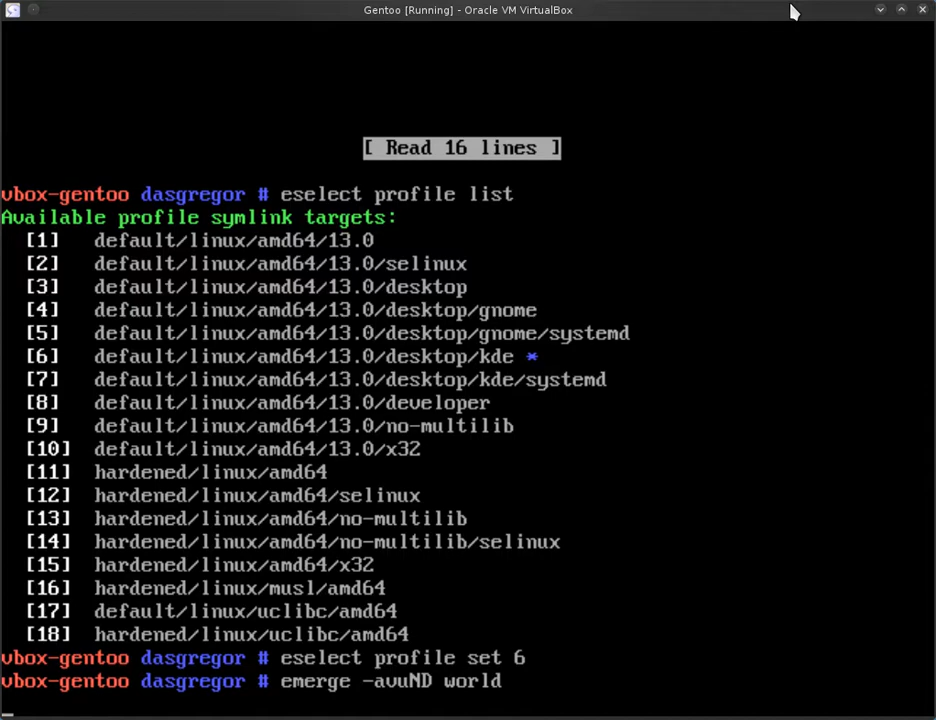 Gentoo [Running] - Oracle VM VirtualBox
[ Read 16 lines ]
vbox-gentoo dasgregor # eselect profile list
Available profile symlink targets:
[1] default/linux/amd64/13.0
[2] default/linux/amd64/13.0/selinux
[3] default/linux/amd64/13.0/desktop
[4] default/linux/amd64/13.0/desktop/gnome
[5] default/linux/amd64/13.0/desktop/gnome/systemd
[6] default/linux/amd64/13.0/desktop/kde *
[7] default/linux/amd64/13.0/desktop/kde/systemd
[8] default/linux/amd64/13.0/developer
[9] default/linux/amd64/13.0/no-multilib
[10] default/linux/amd64/13.0/x32
[11] hardened/linux/amd64
[12] hardened/linux/amd64/selinux
[13] hardened/linux/amd64/no-multilib
[14] hardened/linux/amd64/no-multilib/selinux
[15] hardened/linux/amd64/x32
[16] hardened/linux/musl/amd64
[17] default/linux/uclibc/amd64
[18] hardened/linux/uclibc/amd64
vbox-gentoo dasgregor # eselect profile set 6
vbox-gentoo dasgregor # emerge -avuND world